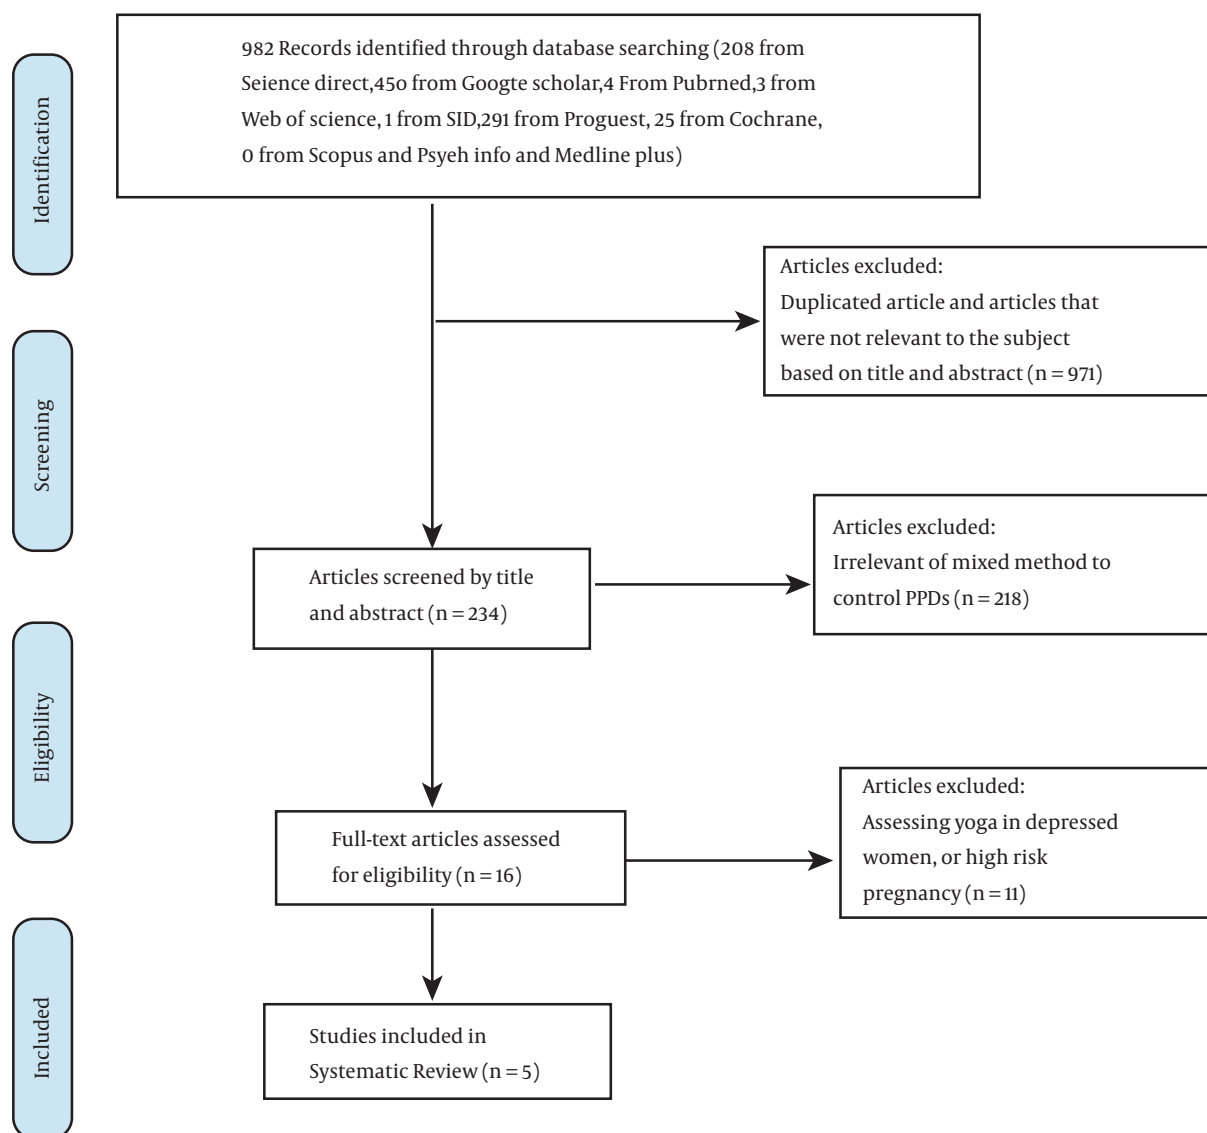 982 Records identified through database searching (208 from
Seience direct,450 from Googte scholar,4 From Pubrned,3 from
Web of science, 1 from SID,291 from Proguest, 25 from Cochrane,
0 from Scopus and Psyeh info and Medline plus)
Identification
Articles excluded:
Duplicated article and articles that
were not relevant to the subject
based on title and abstract (n = 971)
Screening
Articles screened by title
and abstract (n = 234)
Articles excluded:
Irrelevant of mixed method to
control PPDs (n = 218)
Eligibility
Full-text articles assessed
for eligibility (n = 16)
Articles excluded:
Assessing yoga in depressed
women, or high risk
pregnancy (n = 11)
Included
Studies included in
Systematic Review (n = 5)